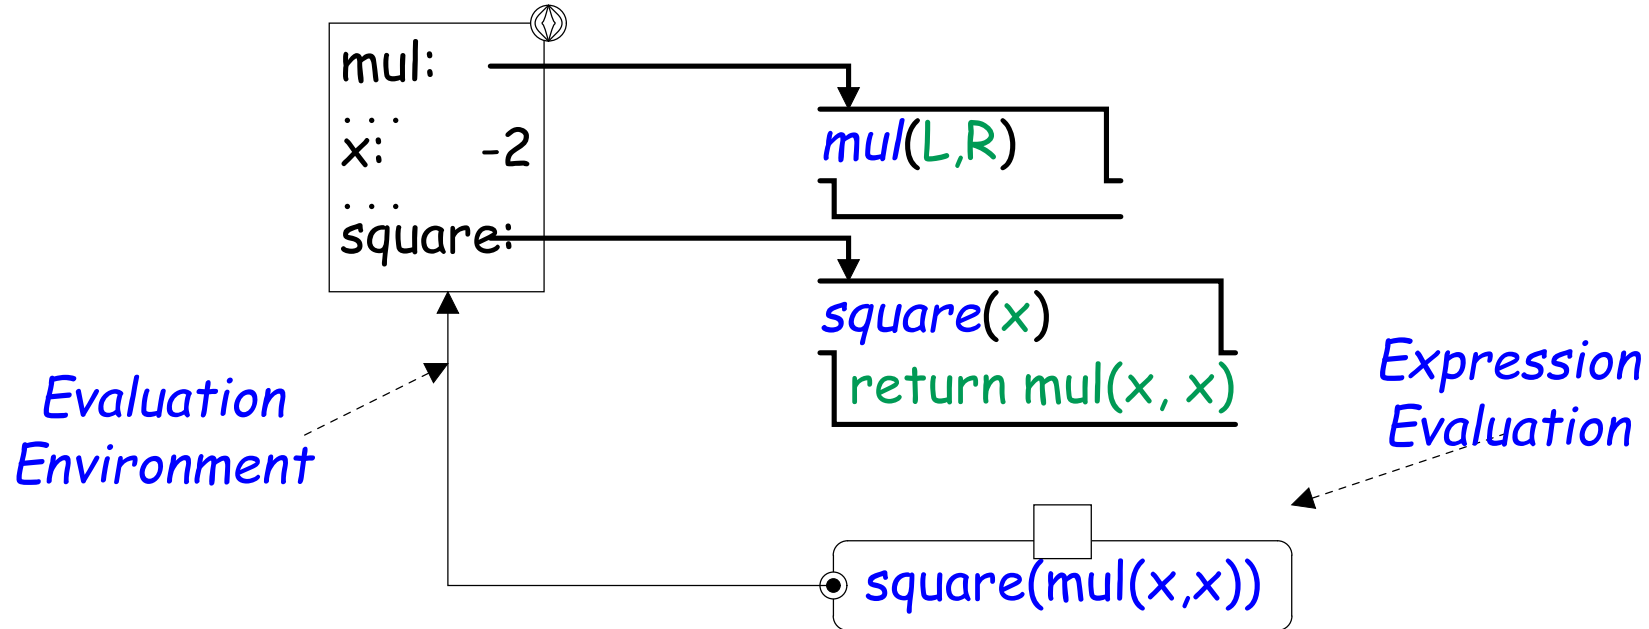 mul:
. . .
x: -2
. . .
square:
mul(L,R)
square(x)
return mul(x, x)
Evaluation
Environment
Expression
Evaluation
square(mul(x,x))